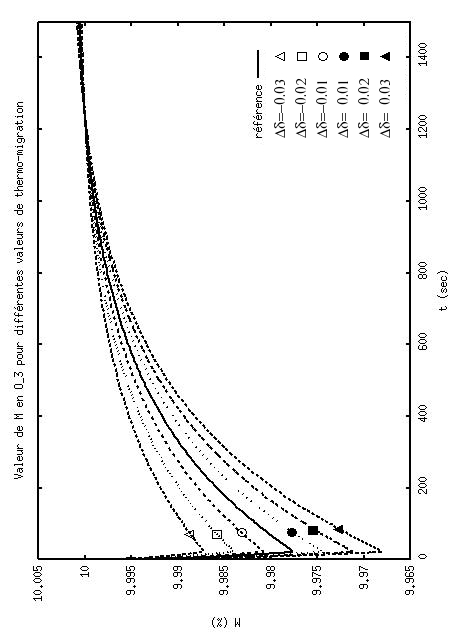 Valeur de M en O_3 pour différentes valeurs de thermo-migration
10.005
10
9.995
9.99
9.985
9.98
9.975
9.97
9.965
M (%)
0
200
400
600
800
1000
1200
1400
t (sec)
référence
Δδ=-0.03
Δδ=-0.02
Δδ=-0.01
Δδ= 0.01
Δδ= 0.02
Δδ= 0.03